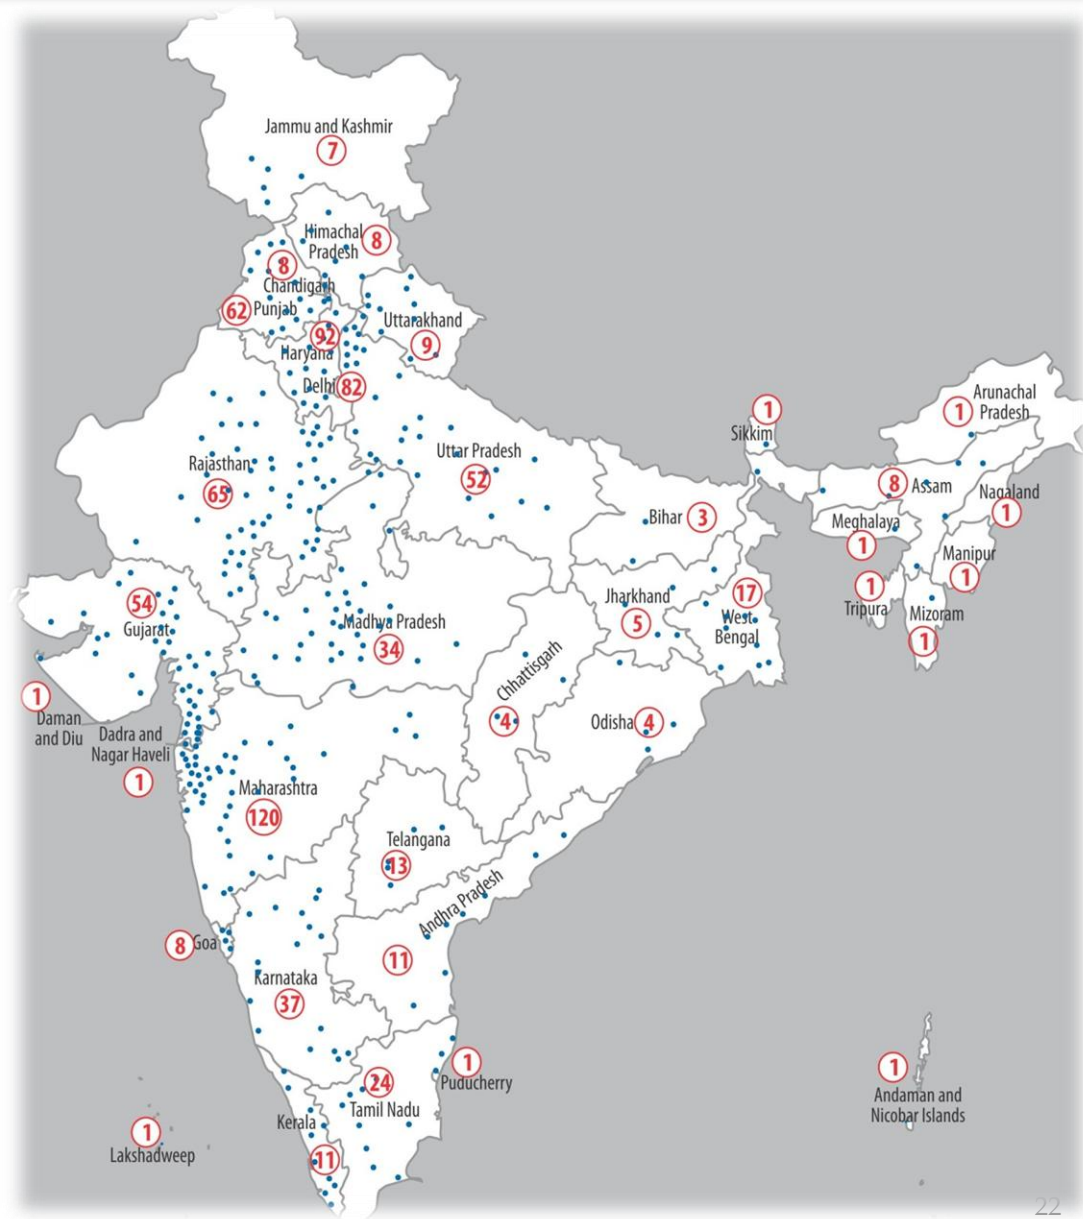 Jammu and Kashmir
7
Himachal
Pradesh
8
8
Chandigarh
62
Punjab
Uttarakhand
9
92
Haryana
Delhi
82
Arunachal
Pradesh
1
1
Sikkim
Rajasthan
65
Uttar Pradesh
52
8
Assam
Nagaland
1
Bihar
3
Meghalaya
1
Manipur
1
54
Gujarat
Madhya Pradesh
34
Jharkhand
5
17
West
Bengal
1
Tripura
Mizoram
1
Chhattisgarh
4
Odisha
4
1
Daman
and Diu
Dadra and
Nagar Haveli
1
Maharashtra
120
Telangana
13
Andhra Pradesh
11
8
Goa
Karnataka
37
1
Puducherry
24
Tamil Nadu
Kerala
11
1
Lakshadweep
1
Andaman and
Nicobar Islands
22